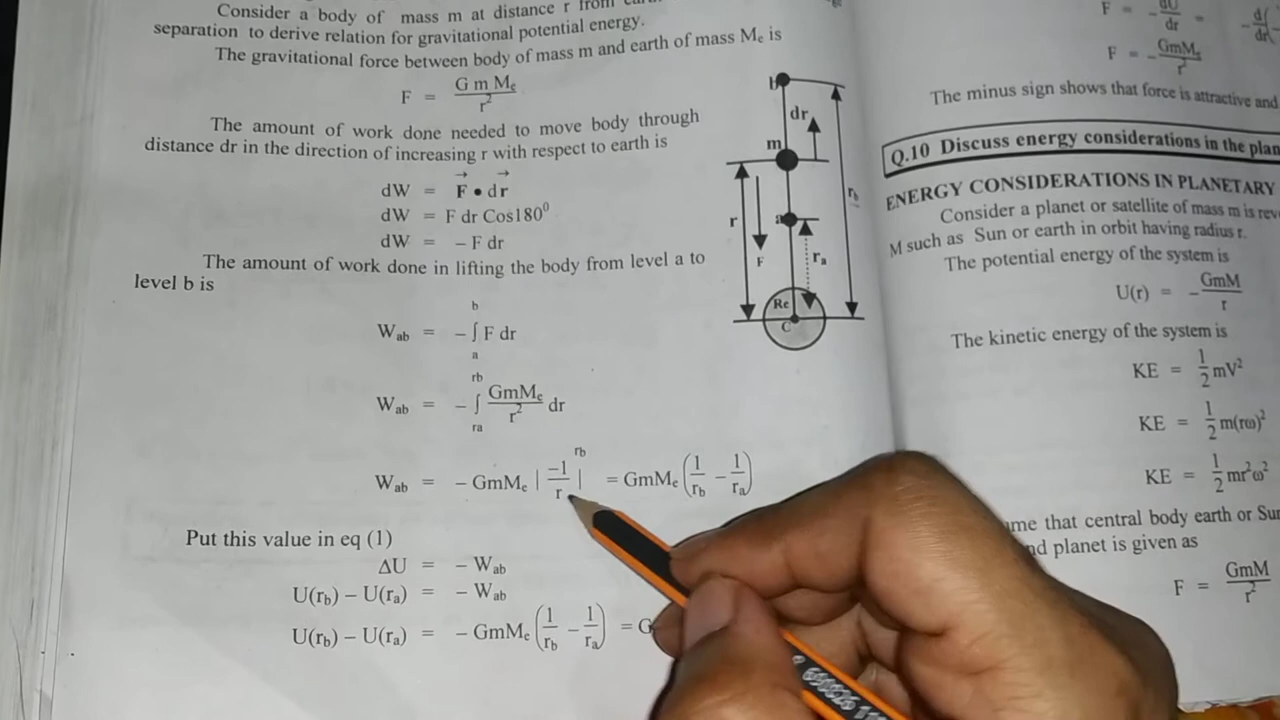 Consider a body of mass m at distance r from
separation to derive relation for gravitational potential energy.
The gravitational force between body of mass m and earth of mass Me is
F = G m Me / r²
The amount of work done needed to move body through
distance dr in the direction of increasing r with respect to earth is
dW = F⃗ • dr⃗
dW = F dr Cos180⁰
dW = – F dr
The amount of work done in lifting the body from level a to
level b is
Wab = – ∫ₐᵇ F dr
Wab = – ∫ra^rb GmMe / r² dr
Wab = – GmMe | –1 / r |^rb = GmMe (1/rb – 1/ra)
Put this value in eq (1)
ΔU = – Wab
U(rb) – U(ra) = – Wab
U(rb) – U(ra) = – GmMe (1/rb – 1/ra) = G
b
dr
m
rb
r
a
F
ra
Re
C
F = – dU/dr = – d/dr
F = – GmMe / r²
The minus sign shows that force is attractive and
Q.10 Discuss energy considerations in the plan
ENERGY CONSIDERATIONS IN PLANETARY
Consider a planet or satellite of mass m is rev
M such as Sun or earth in orbit having radius r.
The potential energy of the system is
U(r) = – GmM / r
The kinetic energy of the system is
KE = 1/2 mV²
KE = 1/2 m(rω)²
KE = 1/2 mr²ω²
me that central body earth or Sun
nd planet is given as
F = GmM / r²